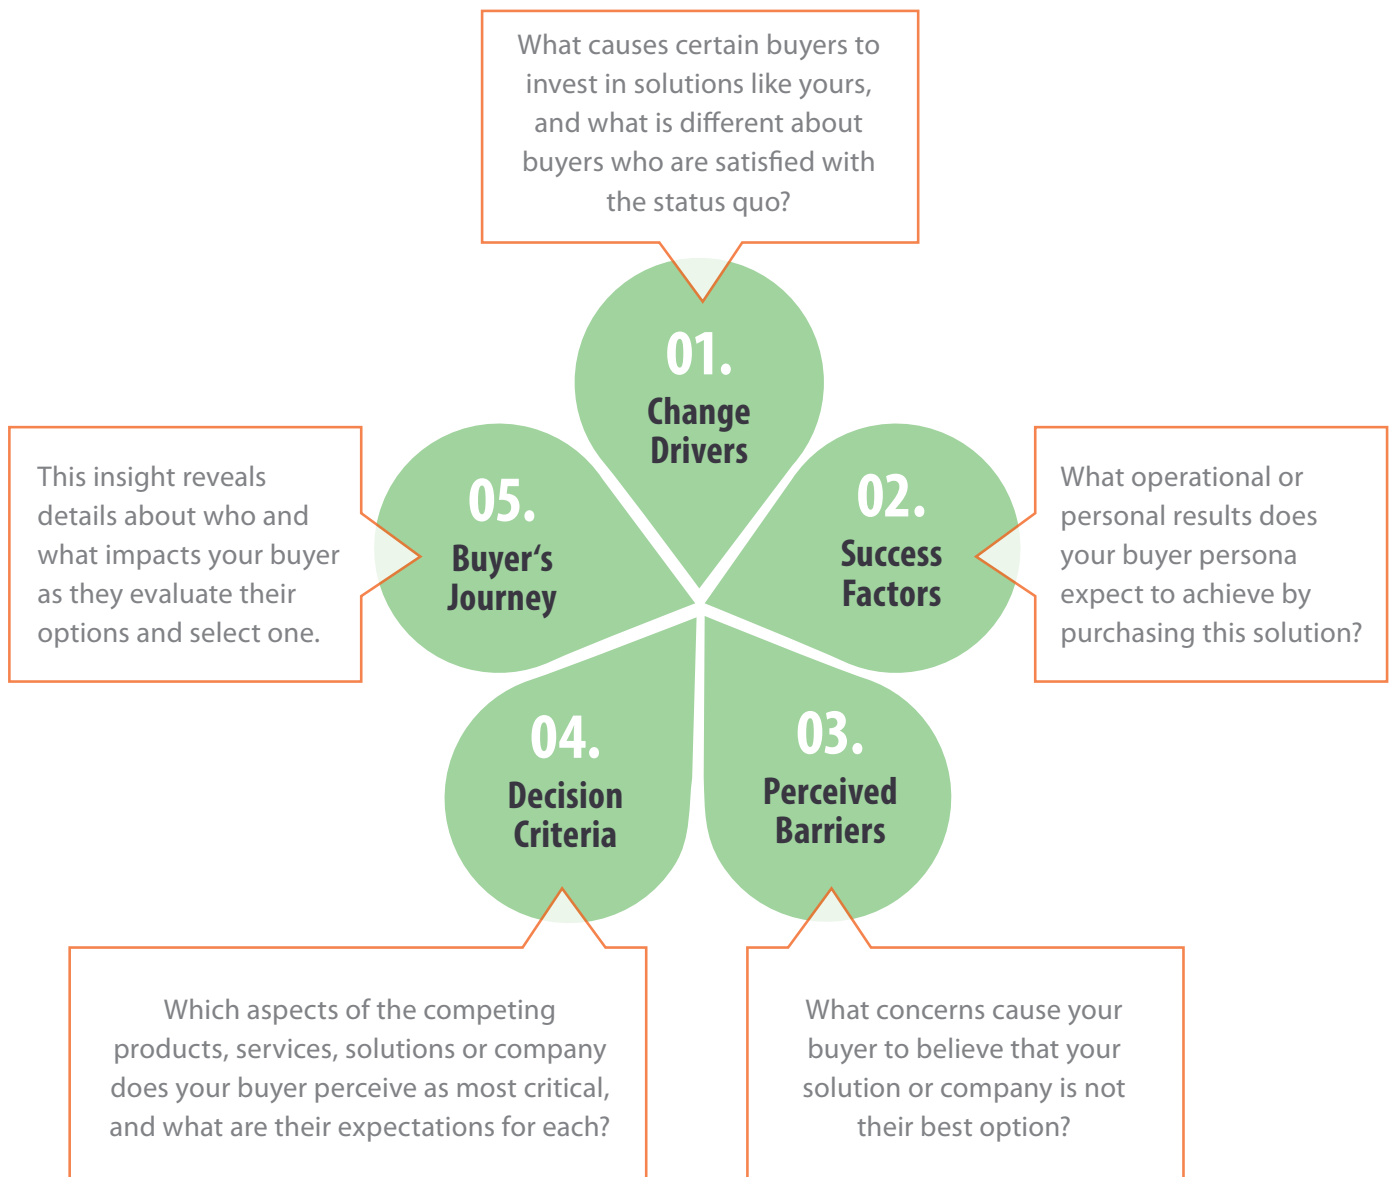 What causes certain buyers to
invest in solutions like yours,
and what is different about
buyers who are satisfied with
the status quo?
01.
Change
Drivers
02.
Success
Factors
What operational or
personal results does
your buyer persona
expect to achieve by
purchasing this solution?
03.
Perceived
Barriers
What concerns cause your
buyer to believe that your
solution or company is not
their best option?
04.
Decision
Criteria
Which aspects of the competing
products, services, solutions or company
does your buyer perceive as most critical,
and what are their expectations for each?
05.
Buyer‘s
Journey
This insight reveals
details about who and
what impacts your buyer
as they evaluate their
options and select one.